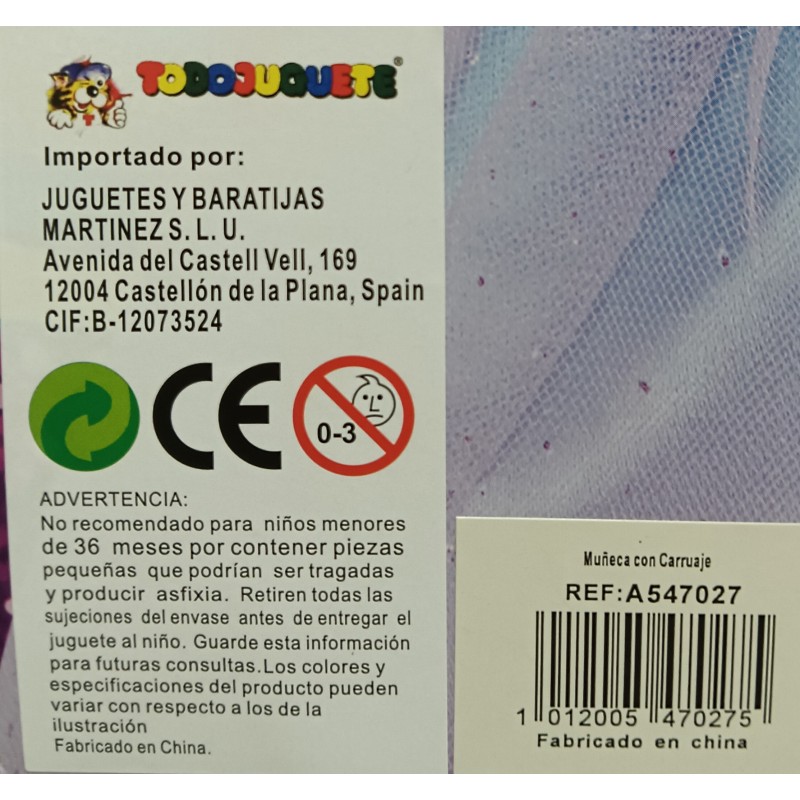 TODOJUGUETE®
Importado por:
JUGUETES Y BARATIJAS
MARTINEZ S. L. U.
Avenida del Castell Vell, 169
12004 Castellón de la Plana, Spain
CIF:B-12073524
CE
0-3
ADVERTENCIA:
No recomendado para niños menores
de 36 meses por contener piezas
pequeñas que podrían ser tragadas
y producir asfixia. Retiren todas las
sujeciones del envase antes de entregar el
juguete al niño. Guarde esta información
para futuras consultas.Los colores y
especificaciones del producto pueden
variar con respecto a los de la
ilustración
Fabricado en China.
Muñeca con Carruaje
REF:A547027
1 012005 470275
Fabricado en china